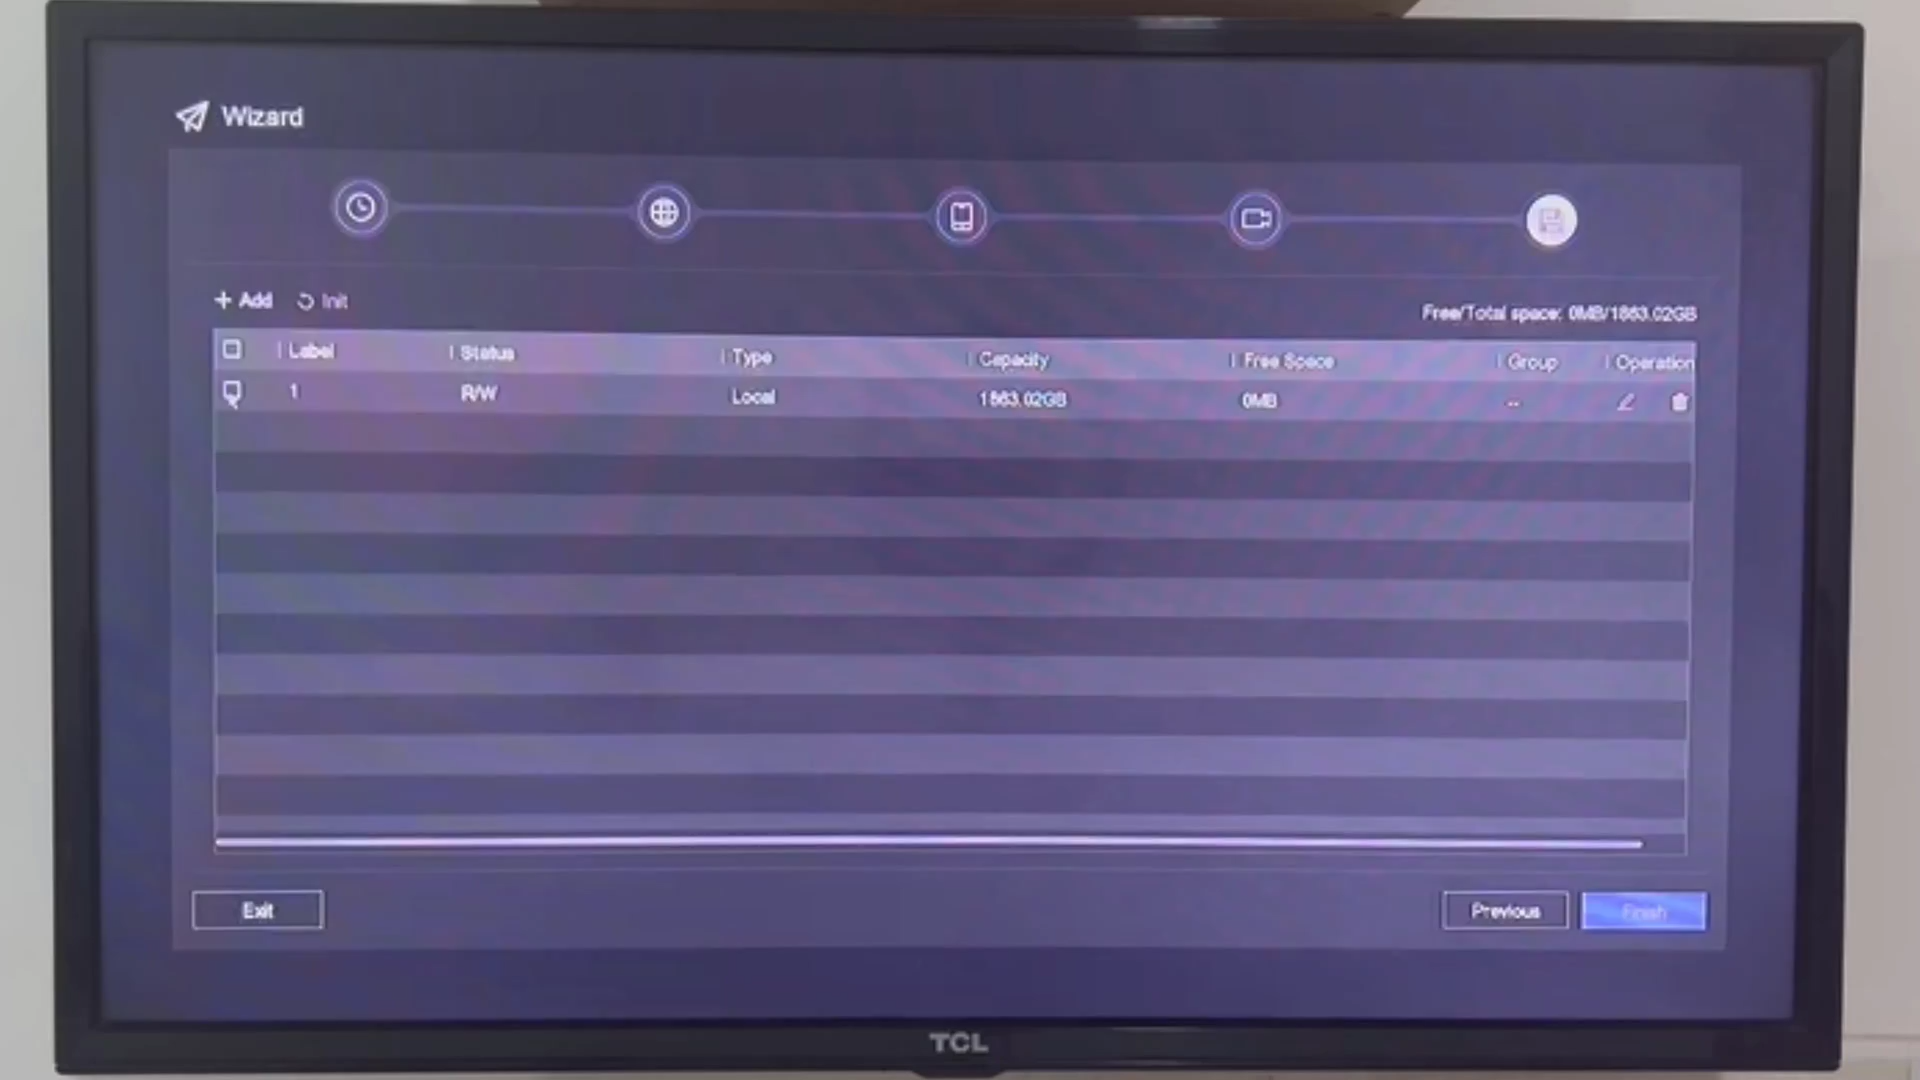 Wizard
+ Add Init
Free/Total space: 0MB/1863.02GB
Label Status Type Capacity Free Space Group Operation
1 R/W Local 1863.02GB 0MB --
Exit Previous Finish
TCL